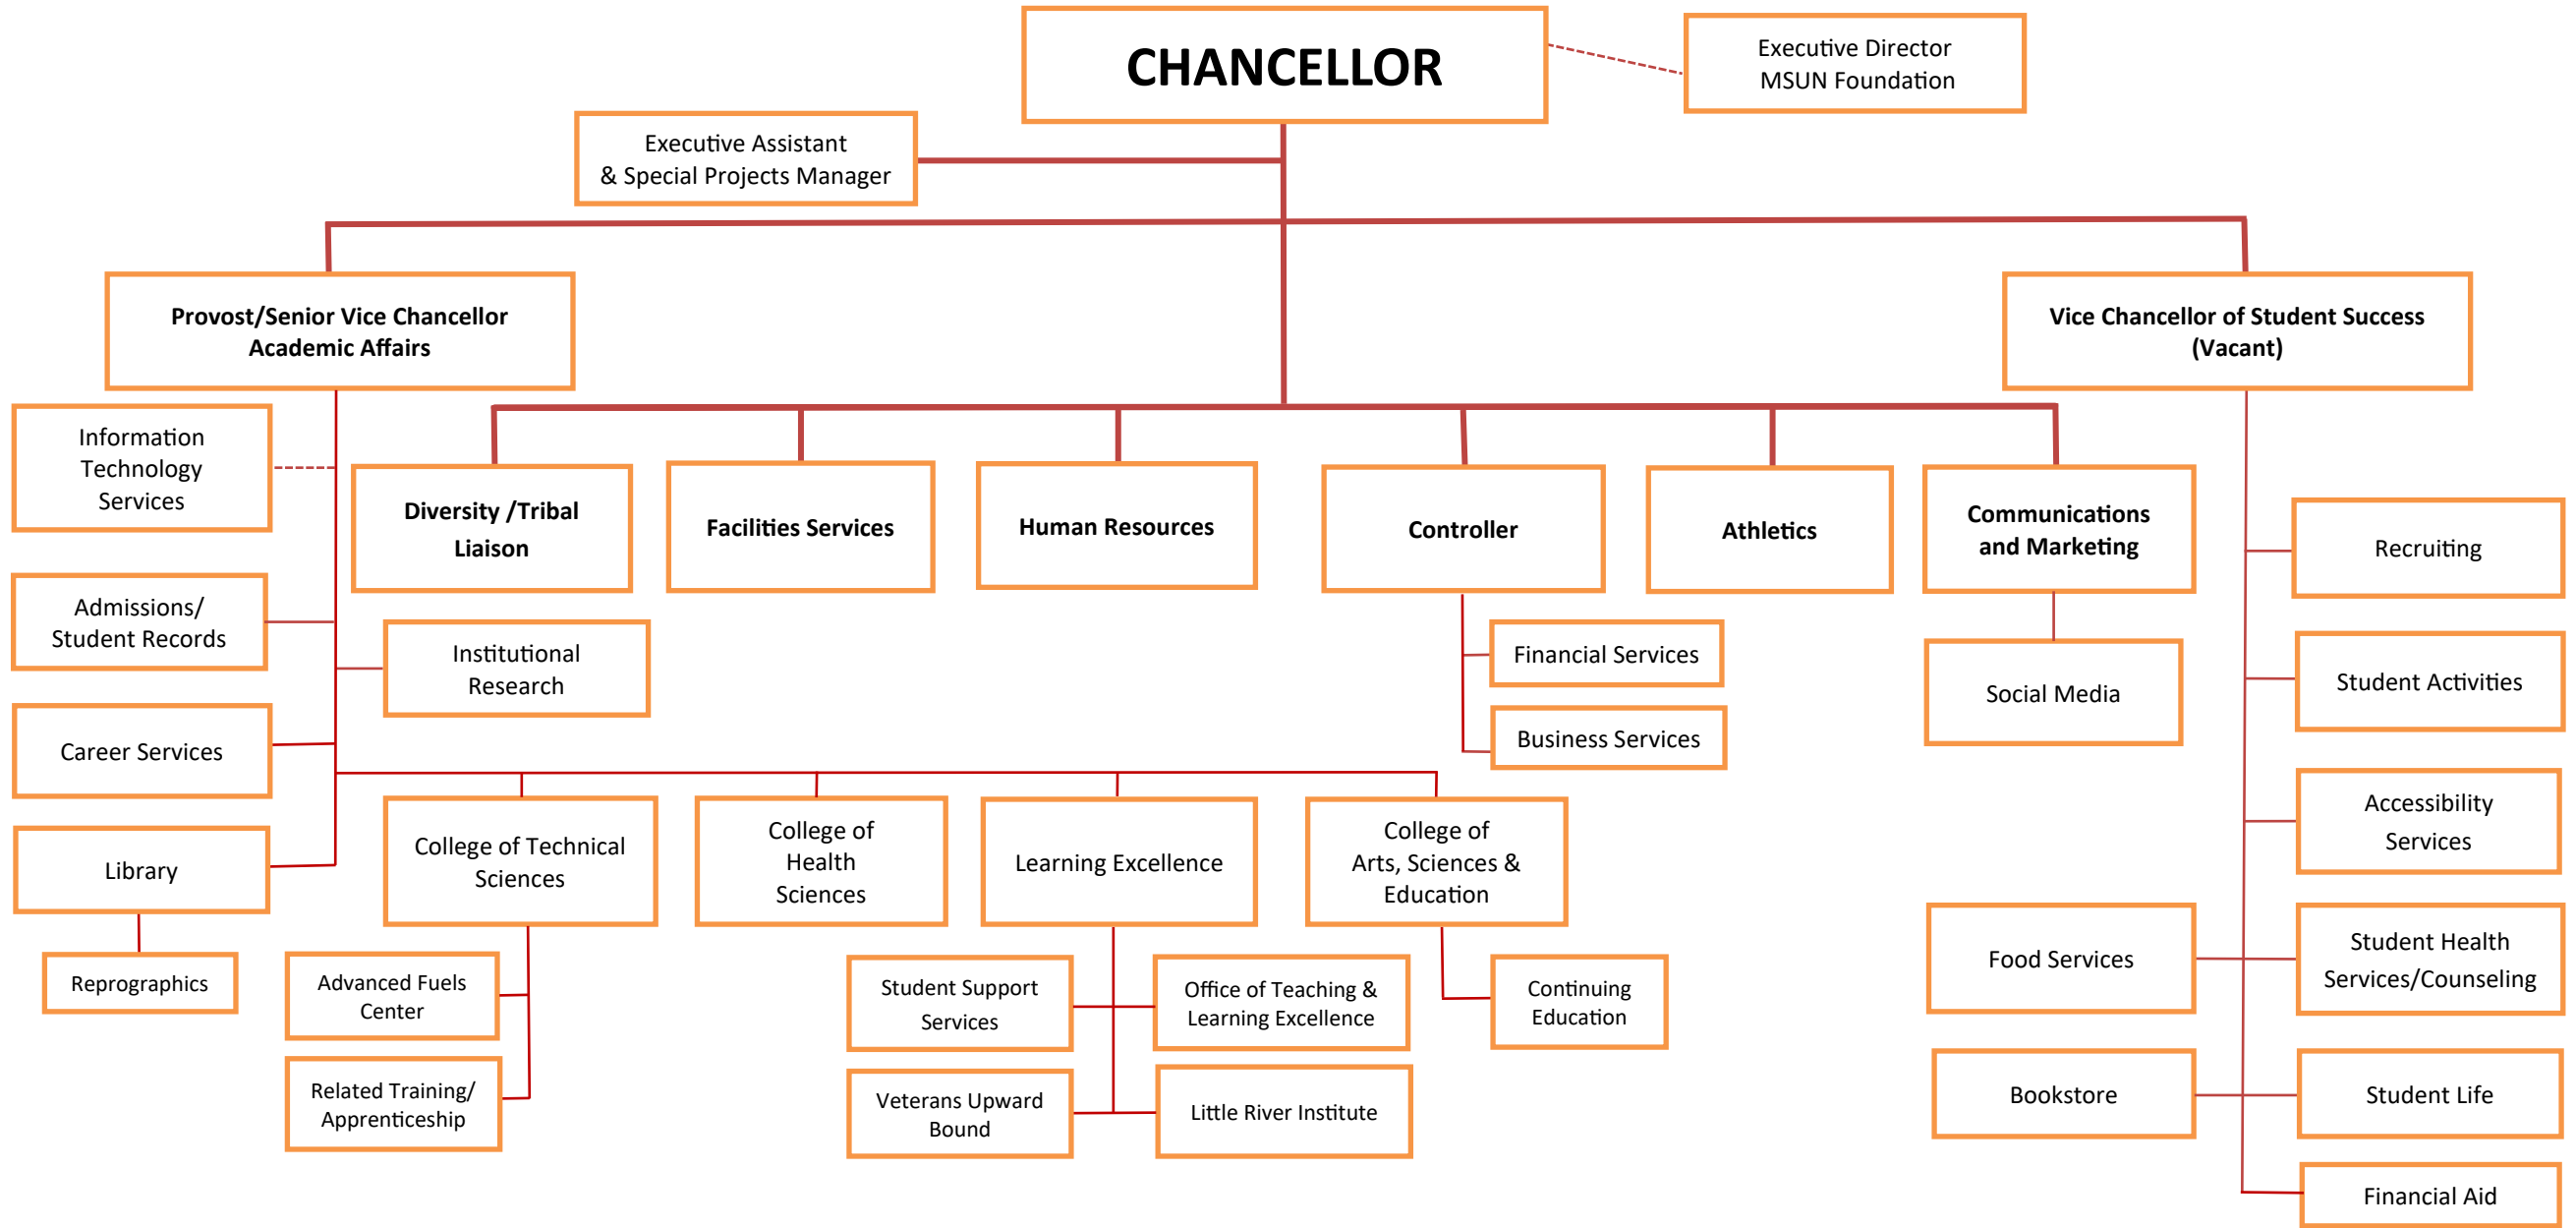 CHANCELLOR
Executive Director
MSUN Foundation
Executive Assistant
& Special Projects Manager
Provost/Senior Vice Chancellor
Academic Affairs
Vice Chancellor of Student Success
(Vacant)
Information
Technology
Services
Diversity /Tribal
Liaison
Facilities Services
Human Resources
Controller
Athletics
Communications
and Marketing
Recruiting
Admissions/
Student Records
Institutional
Research
Financial Services
Social Media
Student Activities
Career Services
Business Services
Library
College of Technical
Sciences
College of
Health
Sciences
Learning Excellence
College of
Arts, Sciences &
Education
Accessibility
Services
Reprographics
Advanced Fuels
Center
Student Support
Services
Office of Teaching &
Learning Excellence
Continuing
Education
Food Services
Student Health
Services/Counseling
Related Training/
Apprenticeship
Veterans Upward
Bound
Little River Institute
Bookstore
Student Life
Financial Aid